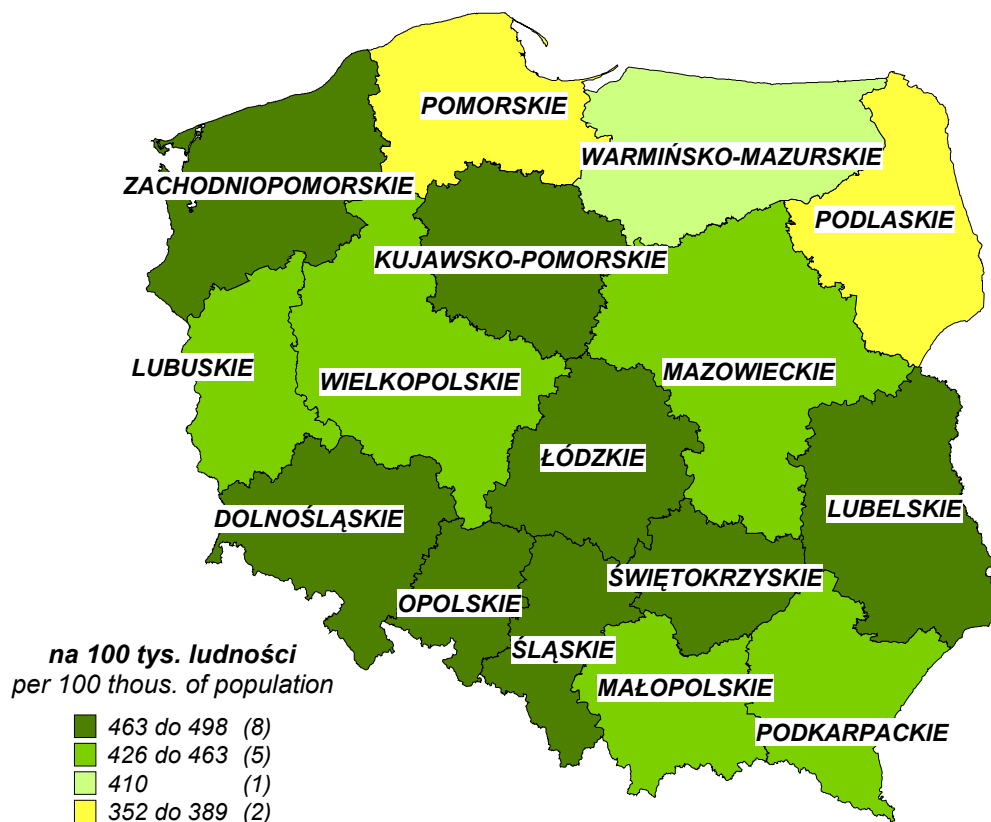 POMORSKIE
WARMIŃSKO-MAZURSKIE
ZACHODNIOPOMORSKIE
PODLASKIE
KUJAWSKO-POMORSKIE
LUBUSKIE
WIELKOPOLSKIE
MAZOWIECKIE
ŁÓDZKIE
LUBELSKIE
DOLNOŚLĄSKIE
ŚWIĘTOKRZYSKIE
OPOLSKIE
ŚLĄSKIE
MAŁOPOLSKIE
PODKARPACKIE
na 100 tys. ludności
per 100 thous. of population
463 do 498 (8)
426 do 463 (5)
410 (1)
352 do 389 (2)